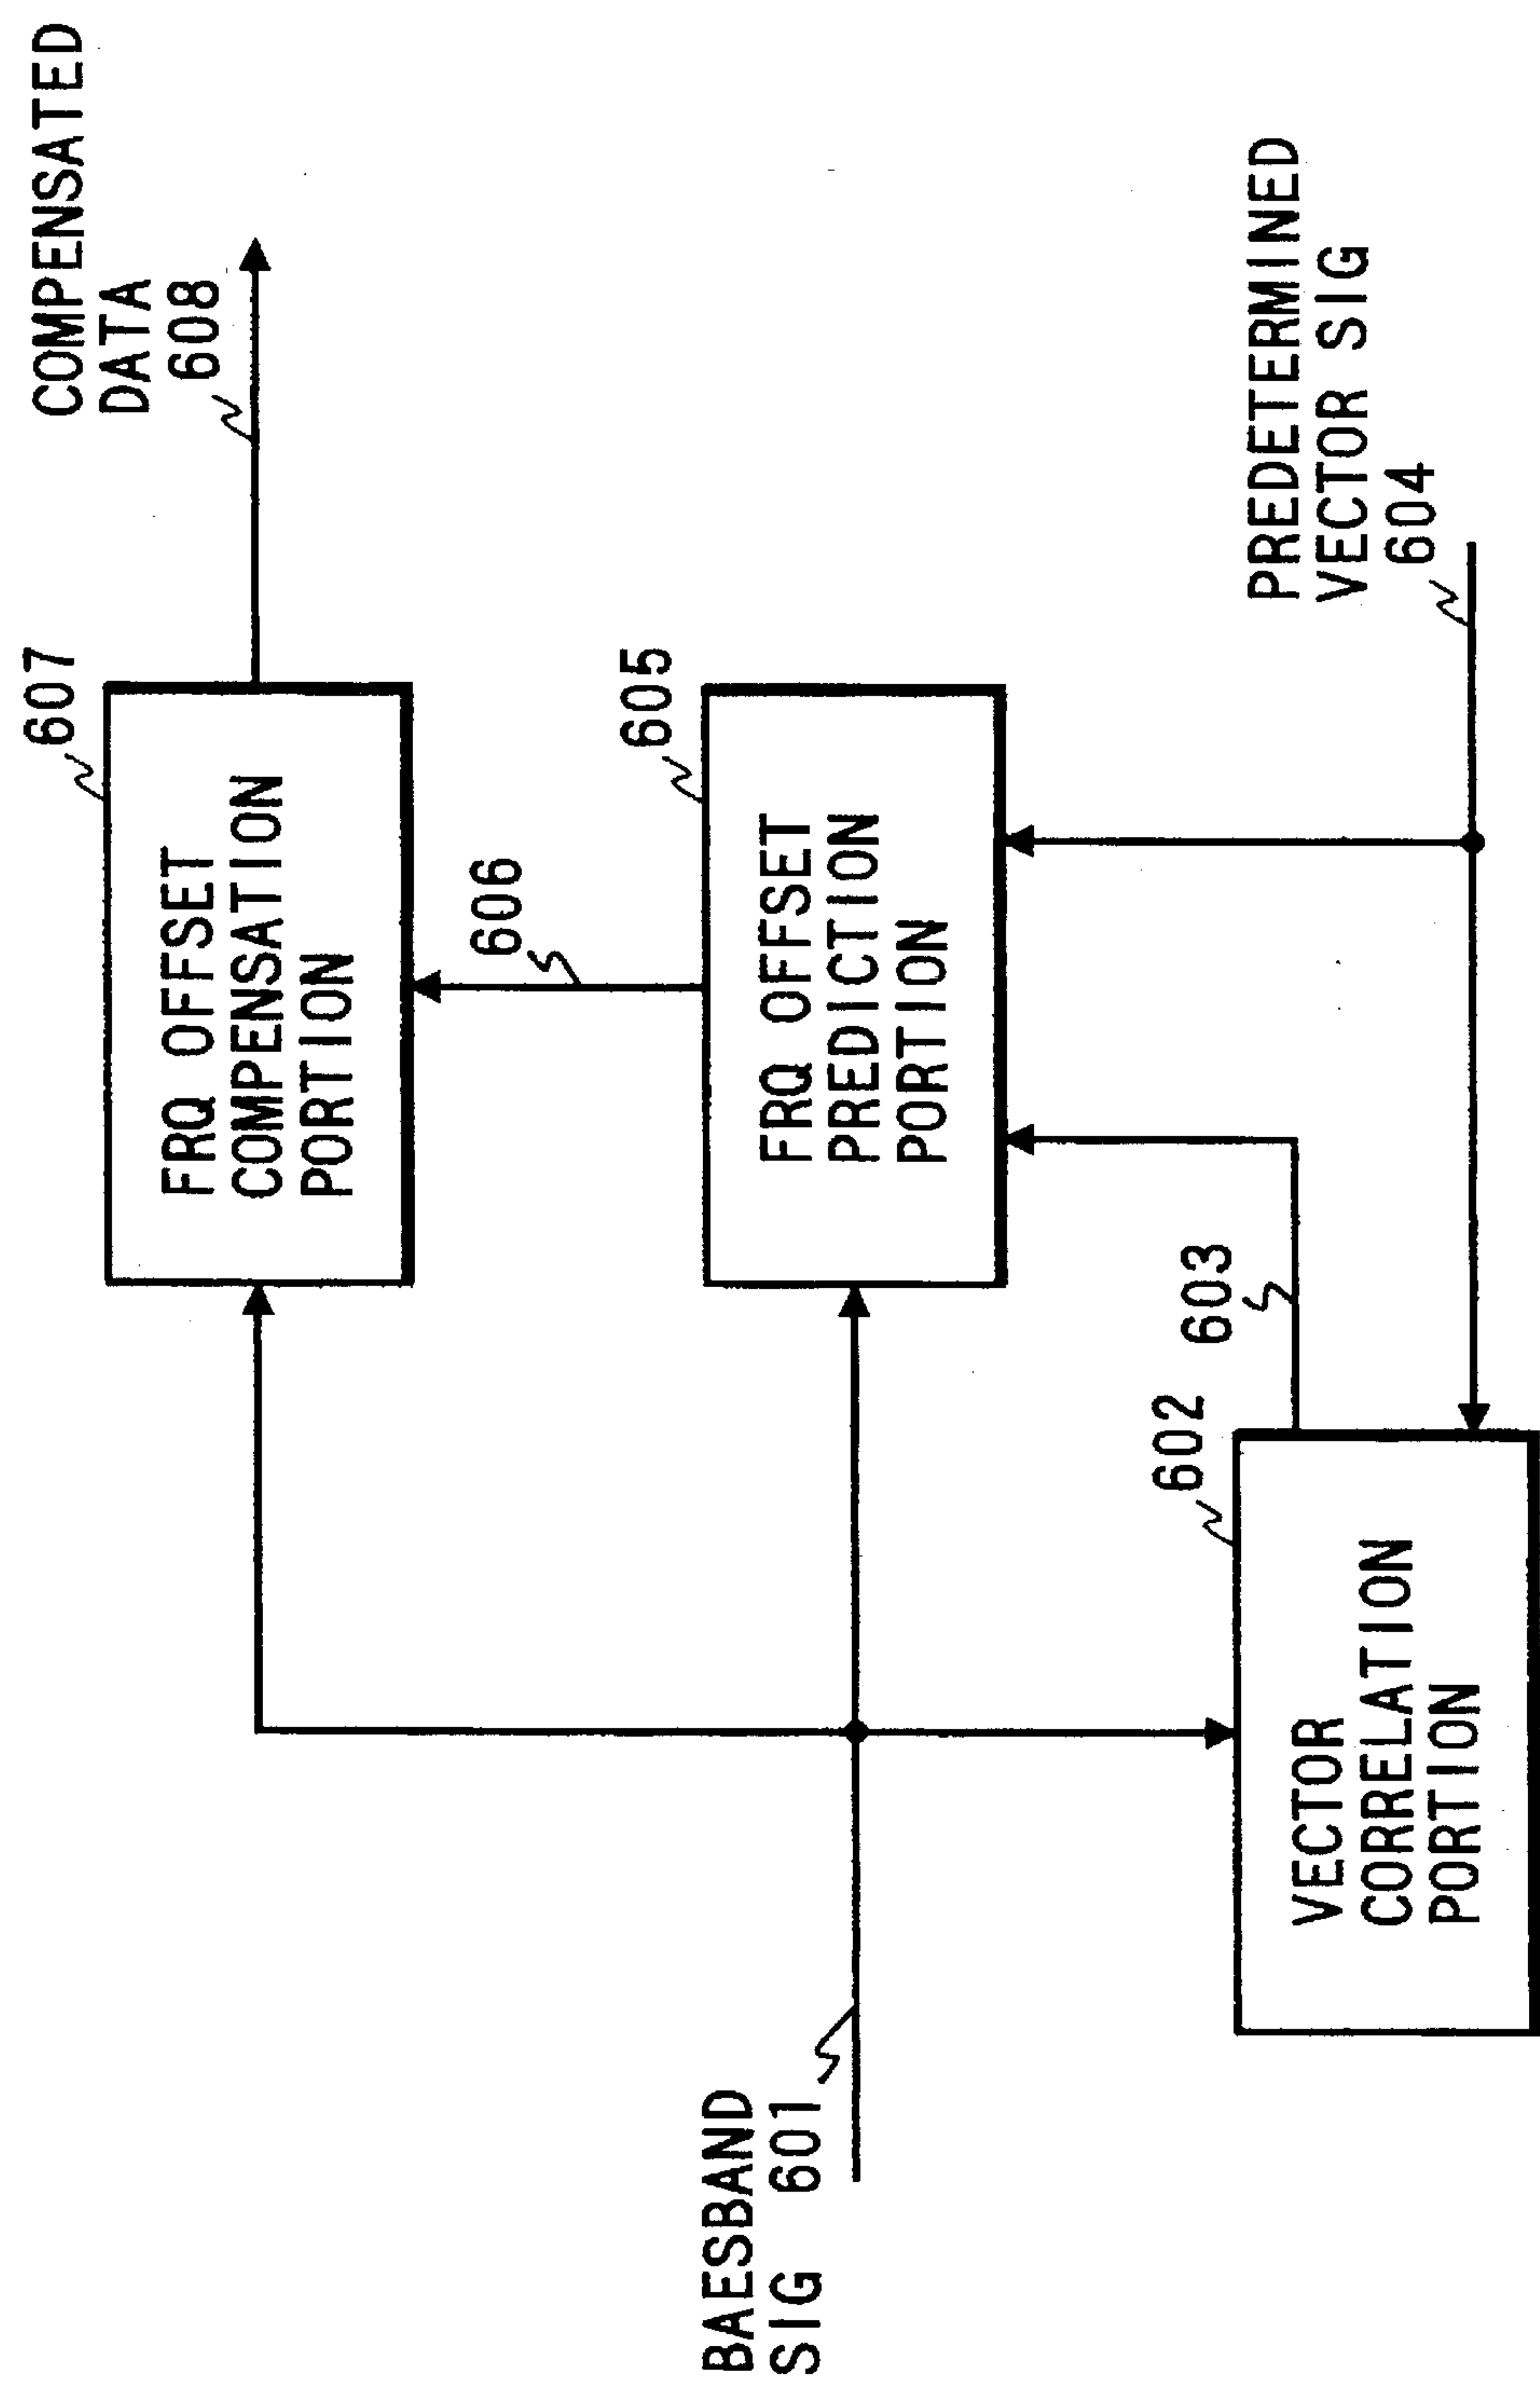 COMPENSATED
DATA
608
607
FRQ OFFSET
COMPENSATION
PORTION
606
605
FRQ OFFSET
PREDICTION
PORTION
BAESBAND
SIG 601
PREDETERMINED
VECTOR SIG
604
603
602
VECTOR
CORRELATION
PORTION